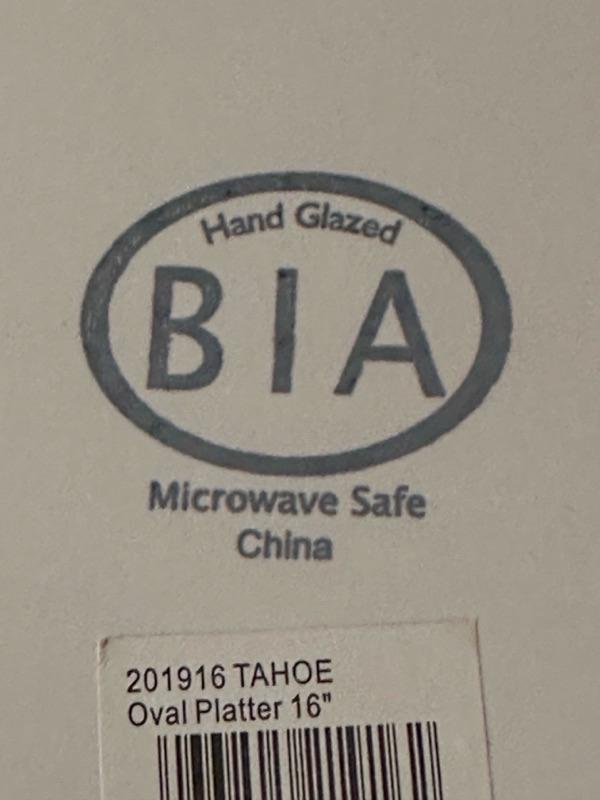 Hand Glazed
BIA
Microwave Safe
China
201916 TAHOE
Oval Platter 16"